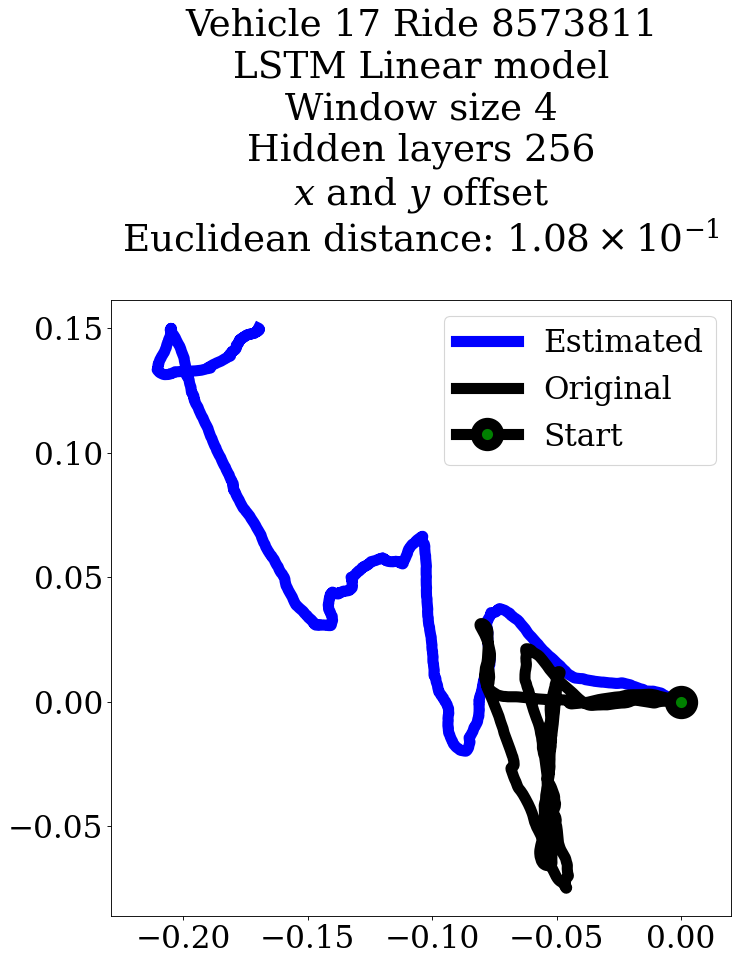 Vehicle 17 Ride 8573811
LSTM Linear model
Window size 4
Hidden layers 256
x and y offset
Euclidean distance: 1.08 × 10⁻¹
Estimated
Original
Start
0.15
0.10
0.05
0.00
−0.05
−0.20
−0.15
−0.10
−0.05
0.00